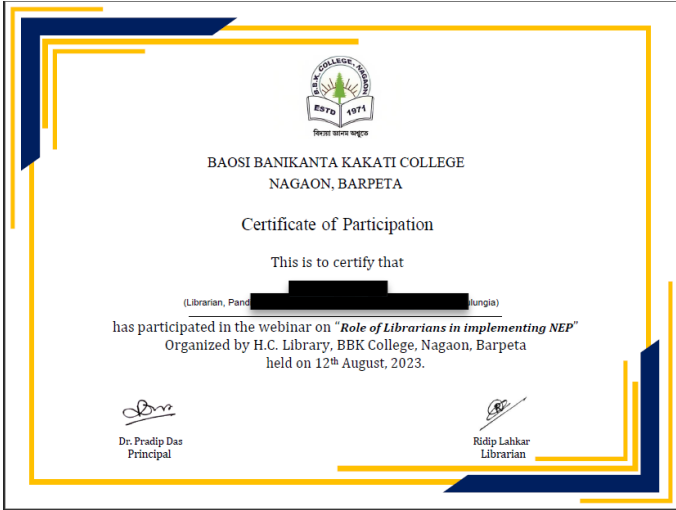 B.B.K. COLLEGE, NAGAON
ESTD 1971
विদ্যয়া
BAOSI BANIKANTA KAKATI COLLEGE
NAGAON, BARPETA
Certificate of Participation
This is to certify that
(Librarian, Pand
lungia)
has participated in the webinar on “Role of Librarians in implementing NEP”
Organized by H.C. Library, BBK College, Nagaon, Barpeta
held on 12th August, 2023.
Dr. Pradip Das
Principal
Ridip Lahkar
Librarian